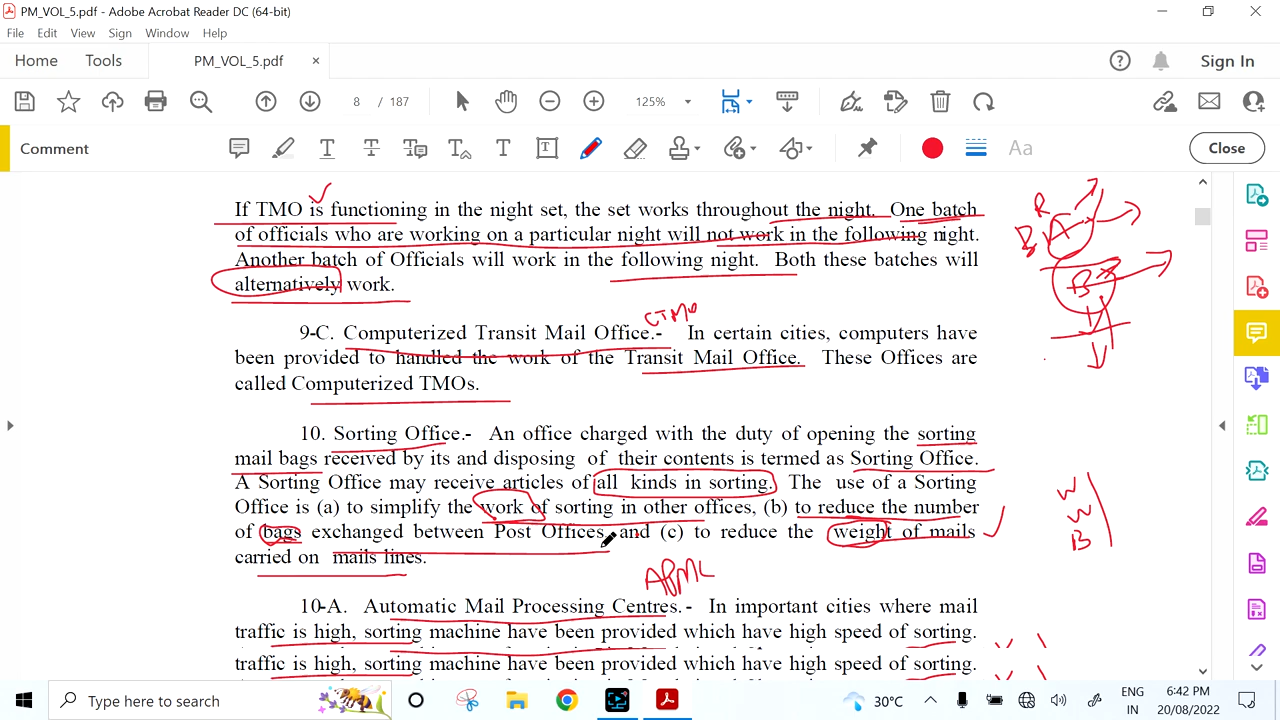 PM_VOL_5.pdf - Adobe Acrobat Reader DC (64-bit)
File Edit View Sign Window Help
Home Tools PM_VOL_5.pdf × Sign In
8 / 187 125%
Comment Aa Close
If TMO is functioning in the night set, the set works throughout the night. One batch
of officials who are working on a particular night will not work in the following night.
Another batch of Officials will work in the following night. Both these batches will
alternatively work.
R
B A
B
CTMO
9-C. Computerized Transit Mail Office.- In certain cities, computers have
been provided to handled the work of the Transit Mail Office. These Offices are
called Computerized TMOs.
10. Sorting Office.- An office charged with the duty of opening the sorting
mail bags received by its and disposing of their contents is termed as Sorting Office.
A Sorting Office may receive articles of all kinds in sorting. The use of a Sorting
Office is (a) to simplify the work of sorting in other offices, (b) to reduce the number
of bags exchanged between Post Offices and (c) to reduce the weight of mails
carried on mails lines.
W
W
B
10-A. Automatic Mail Processing Centres.- In important cities where mail
traffic is high, sorting machine have been provided which have high speed of sorting.
traffic is high, sorting machine have been provided which have high speed of sorting.
Type here to search
30°C
ENG
IN
6:42 PM
20/08/2022